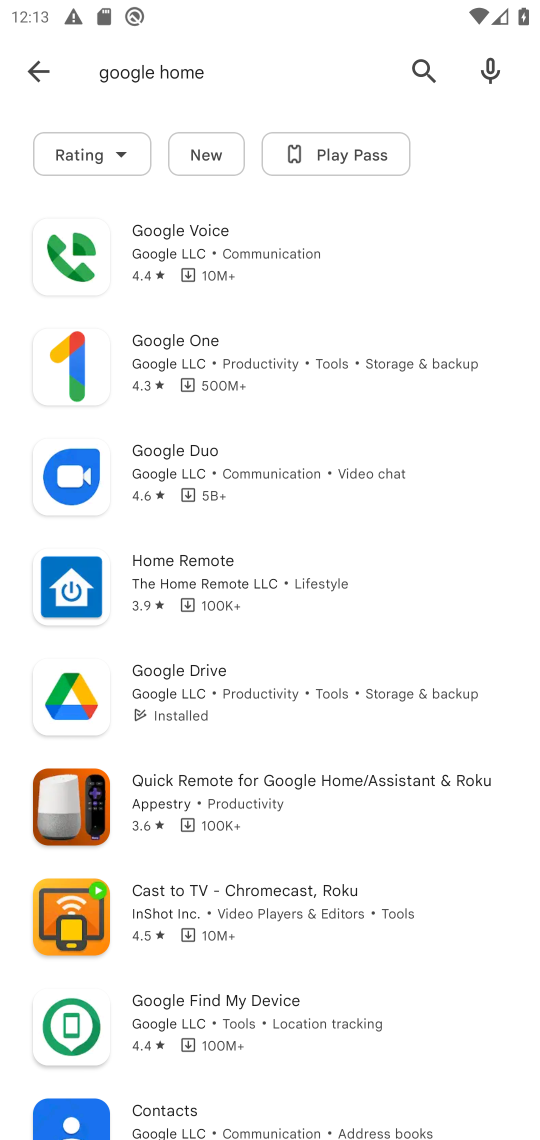 12:13
google home
Rating
New
Play Pass
Google Voice
Google LLC • Communication
4.4 ★ 10M+
Google One
Google LLC • Productivity • Tools • Storage & backup
4.3 ★ 500M+
Google Duo
Google LLC • Communication • Video chat
4.6 ★ 5B+
Home Remote
The Home Remote LLC • Lifestyle
3.9 ★ 100K+
Google Drive
Google LLC • Productivity • Tools • Storage & backup
Installed
Quick Remote for Google Home/Assistant & Roku
Appestry • Productivity
3.6 ★ 100K+
Cast to TV - Chromecast, Roku
InShot Inc. • Video Players & Editors • Tools
4.5 ★ 10M+
Google Find My Device
Google LLC • Tools • Location tracking
4.4 ★ 100M+
Contacts
Google LLC • Communication • Address books